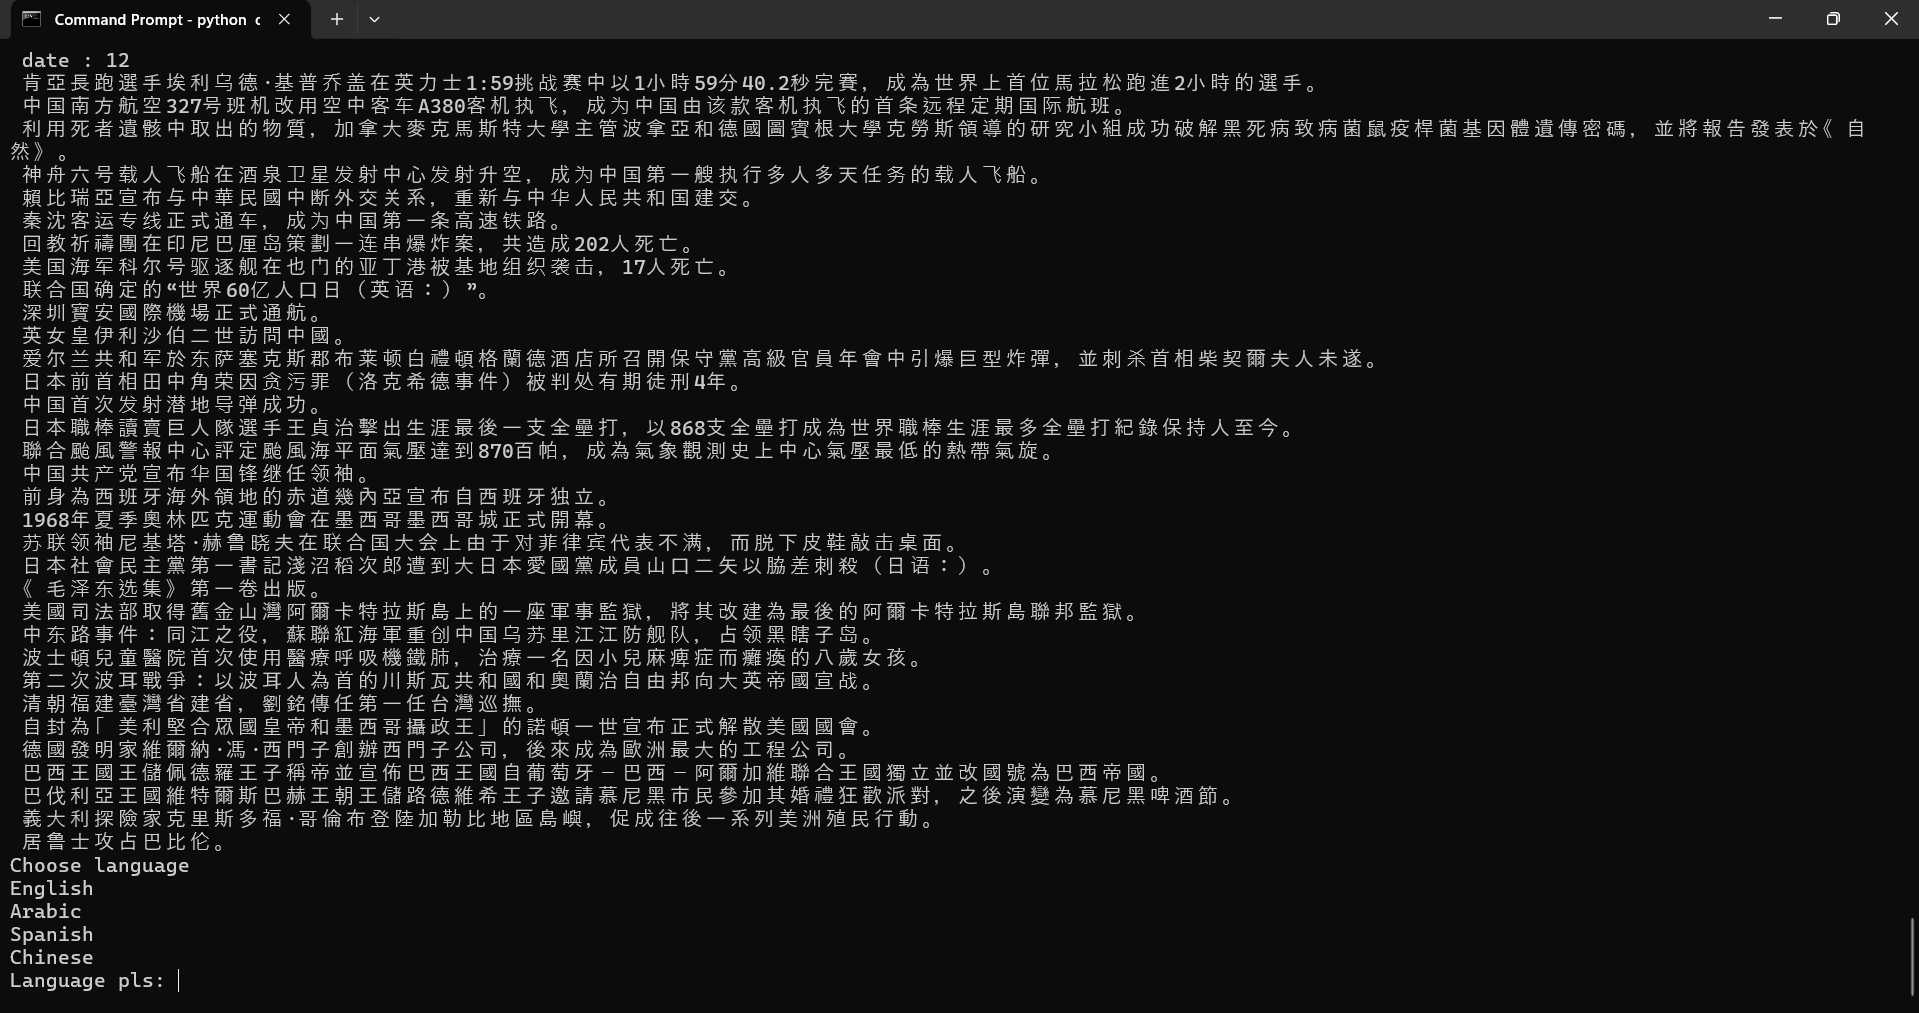 Command Prompt - python c
date : 12
肯亞長跑選手埃利乌德·基普乔盖在英力士1:59挑战赛中以1小時59分40.2秒完賽，成為世界上首位馬拉松跑進2小時的選手。
中国南方航空327号班机改用空中客车A380客机执飞，成为中国由该款客机执飞的首条远程定期国际航班。
利用死者遺骸中取出的物質，加拿大麥克馬斯特大學主管波拿亞和德國圖賓根大學克勞斯領導的研究小組成功破解黑死病致病菌鼠疫桿菌基因體遺傳密碼，並將報告發表於《自
然》。
神舟六号载人飞船在酒泉卫星发射中心发射升空，成为中国第一艘执行多人多天任务的载人飞船。
賴比瑞亞宣布与中華民國中断外交关系，重新与中华人民共和国建交。
秦沈客运专线正式通车，成为中国第一条高速铁路。
回教祈禱團在印尼巴厘岛策劃一连串爆炸案，共造成202人死亡。
美国海军科尔号驱逐舰在也门的亚丁港被基地组织袭击，17人死亡。
联合国确定的“世界60亿人口日（英语：）”。
深圳寶安國際機場正式通航。
英女皇伊利沙伯二世訪問中國。
爱尔兰共和军於东萨塞克斯郡布莱顿白禮頓格蘭德酒店所召開保守黨高級官員年會中引爆巨型炸彈，並刺杀首相柴契爾夫人未遂。
日本前首相田中角荣因贪污罪（洛克希德事件）被判处有期徒刑4年。
中国首次发射潜地导弹成功。
日本職棒讀賣巨人隊選手王貞治擊出生涯最後一支全壘打，以868支全壘打成為世界職棒生涯最多全壘打紀錄保持人至今。
聯合颱風警報中心評定颱風海平面氣壓達到870百帕，成為氣象觀測史上中心氣壓最低的熱帶氣旋。
中国共产党宣布华国锋继任领袖。
前身為西班牙海外領地的赤道幾內亞宣布自西班牙独立。
1968年夏季奧林匹克運動會在墨西哥墨西哥城正式開幕。
苏联领袖尼基塔·赫鲁晓夫在联合国大会上由于对菲律宾代表不满，而脱下皮鞋敲击桌面。
日本社會民主黨第一書記淺沼稻次郎遭到大日本愛國黨成員山口二矢以脇差刺殺（日语：）。
《毛泽东选集》第一卷出版。
美國司法部取得舊金山灣阿爾卡特拉斯島上的一座軍事監獄，將其改建為最後的阿爾卡特拉斯島聯邦監獄。
中东路事件：同江之役，蘇聯紅海軍重创中国乌苏里江江防舰队，占领黑瞎子岛。
波士頓兒童醫院首次使用醫療呼吸機鐵肺，治療一名因小兒麻痺症而癱瘓的八歲女孩。
第二次波耳戰爭：以波耳人為首的川斯瓦共和國和奧蘭治自由邦向大英帝國宣战。
清朝福建臺灣省建省，劉銘傳任第一任台灣巡撫。
自封為「美利堅合眾國皇帝和墨西哥攝政王」的諾頓一世宣布正式解散美國國會。
德國發明家維爾納·馮·西門子創辦西門子公司，後來成為歐洲最大的工程公司。
巴西王國王儲佩德羅王子稱帝並宣佈巴西王國自葡萄牙－巴西－阿爾加維聯合王國獨立並改國號為巴西帝國。
巴伐利亞王國維特爾斯巴赫王朝王儲路德維希王子邀請慕尼黑市民參加其婚禮狂歡派對，之後演變為慕尼黑啤酒節。
義大利探險家克里斯多福·哥倫布登陸加勒比地區島嶼，促成往後一系列美洲殖民行動。
居鲁士攻占巴比伦。
Choose language
English
Arabic
Spanish
Chinese
Language pls: